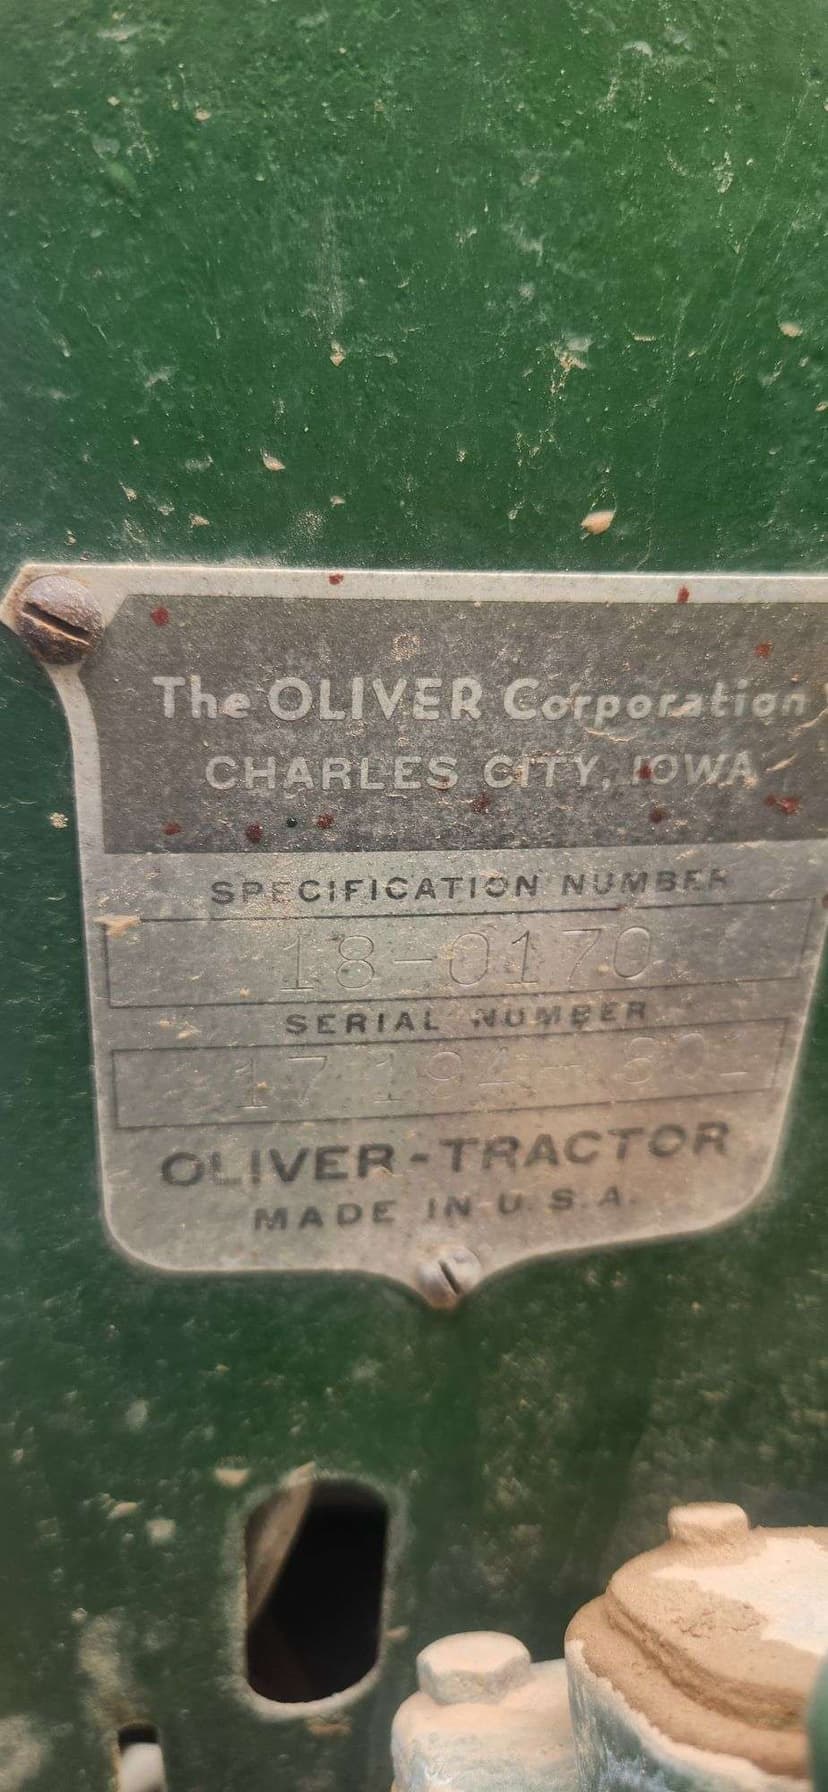 The OLIVER Corporation
CHARLES CITY, IOWA
SPECIFICATION NUMBER
18-0170
SERIAL NUMBER
OLIVER-TRACTOR
MADE IN U.S.A.